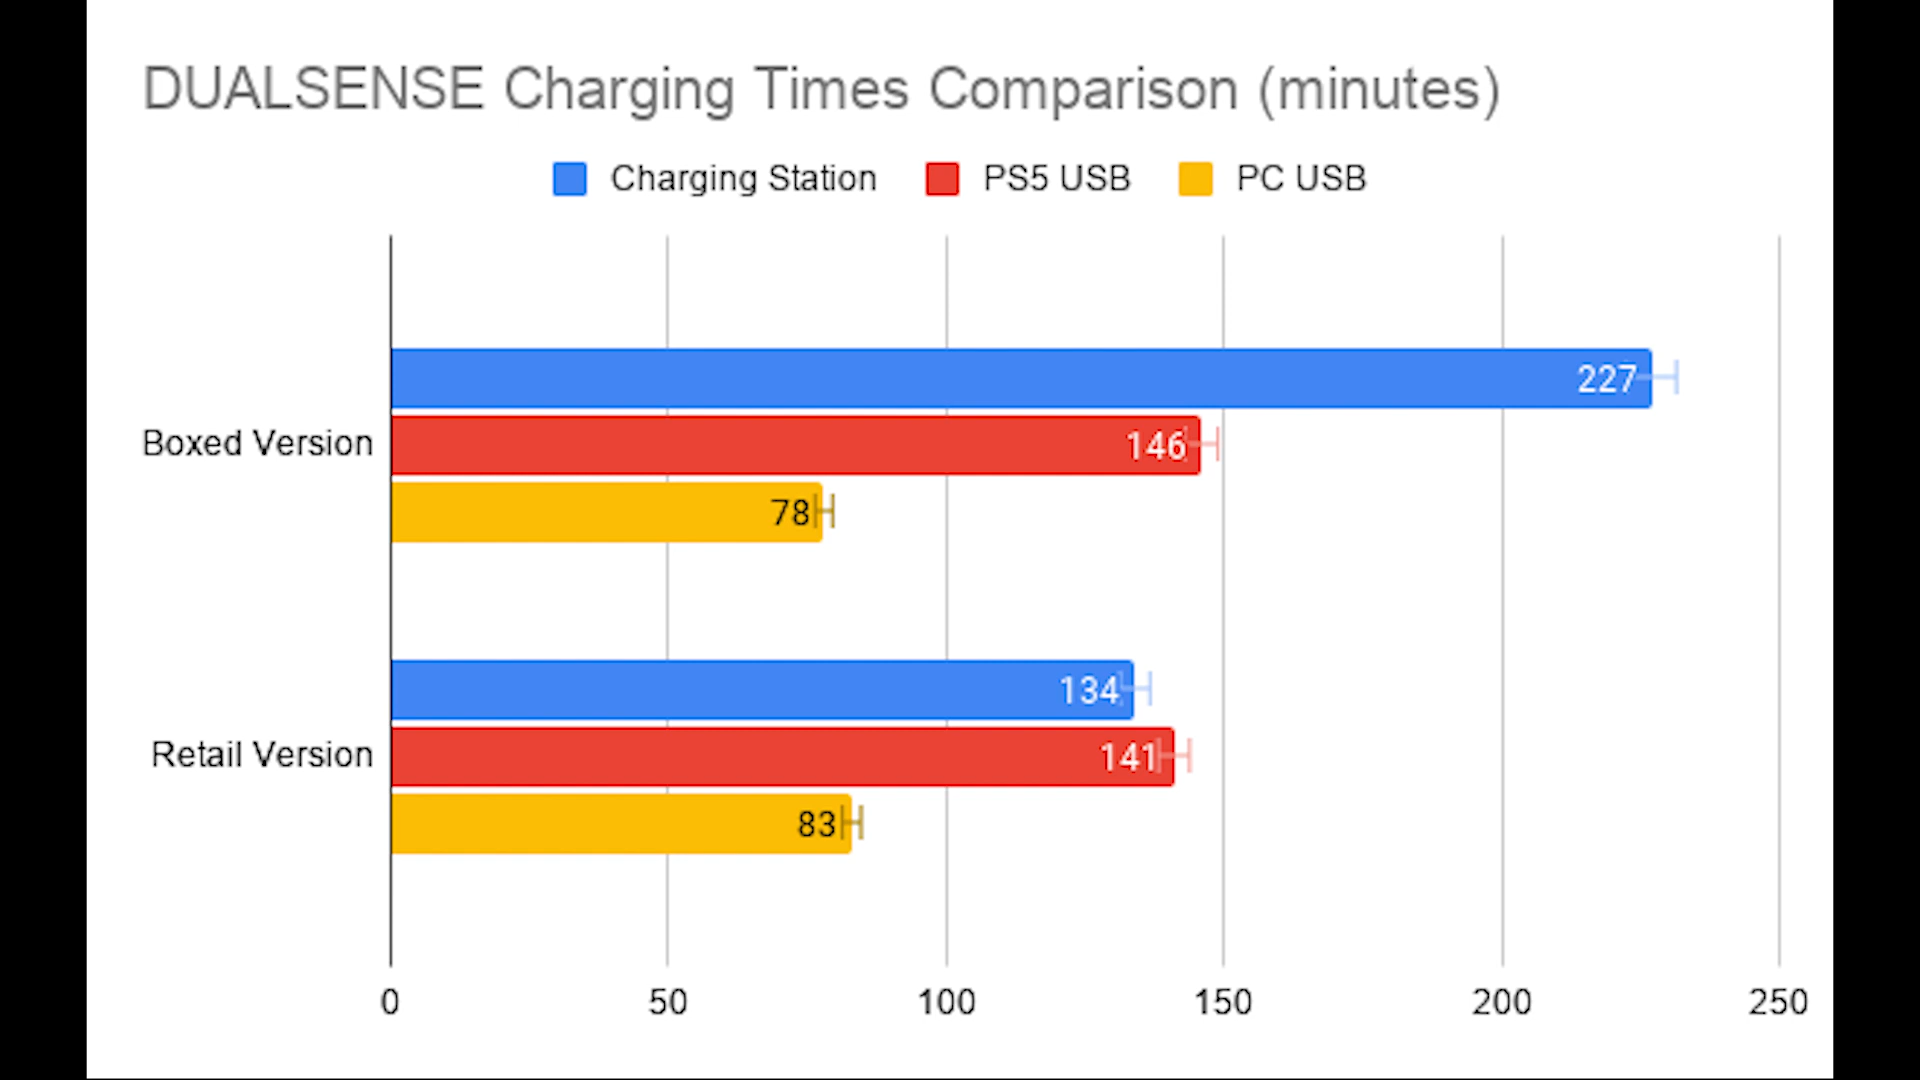 DUALSENSE Charging Times Comparison (minutes)
Charging Station PS5 USB PC USB
227
Boxed Version 146
78
134
Retail Version 141
83
0 50 100 150 200 250